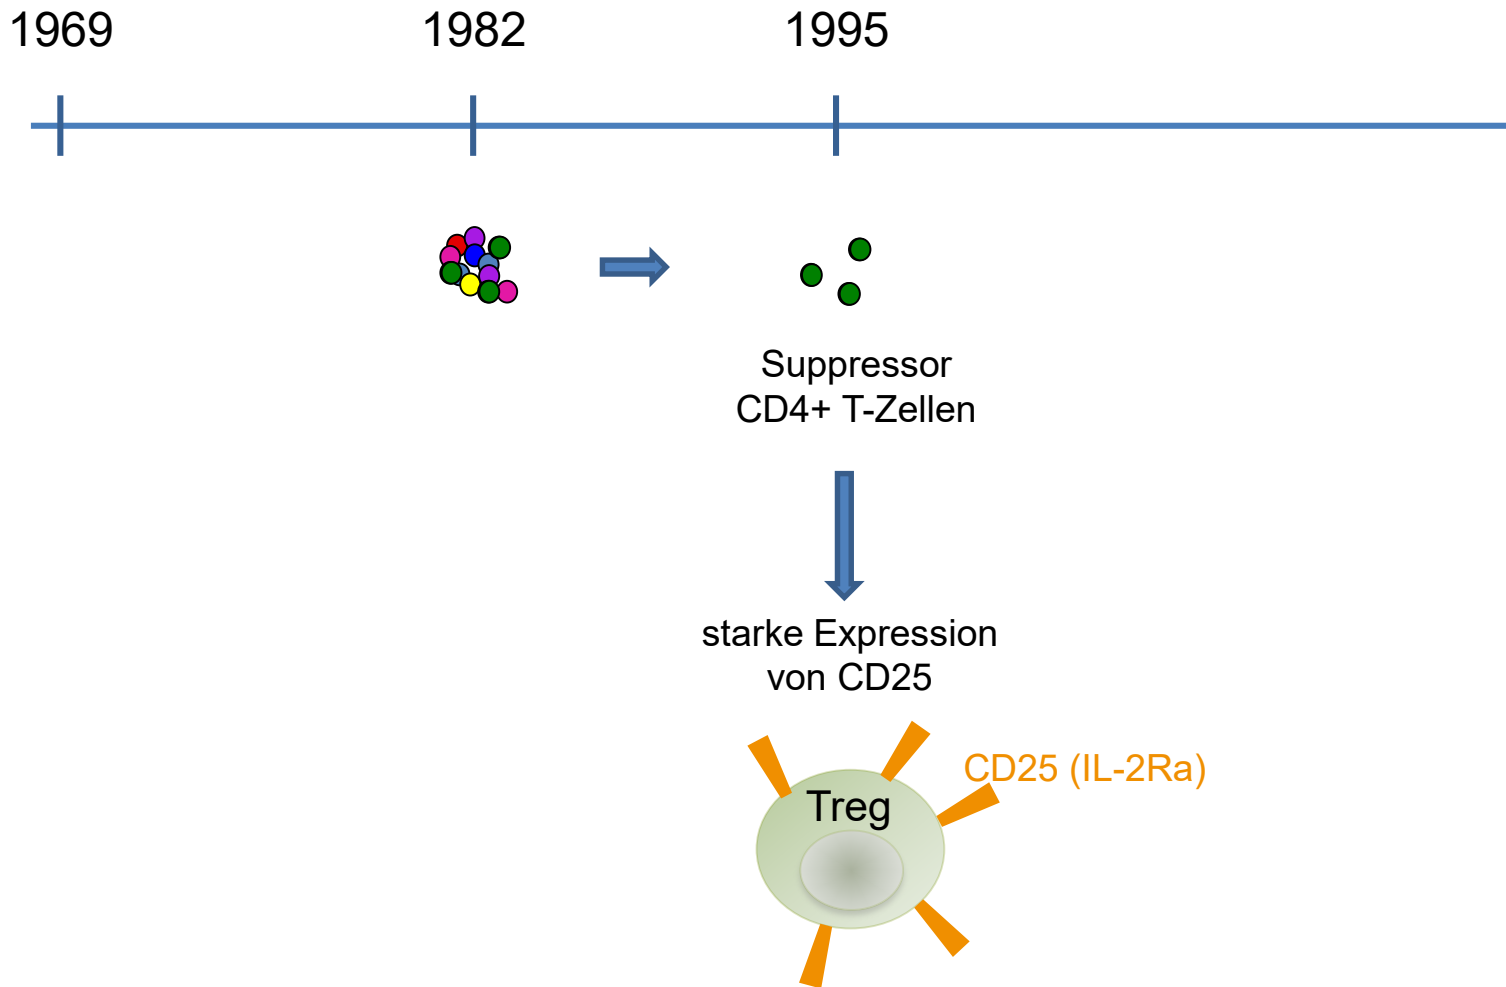 1969
1982
1995
Suppressor
CD4+ T-Zellen
starke Expression
von CD25
CD25 (IL-2Ra)
Treg